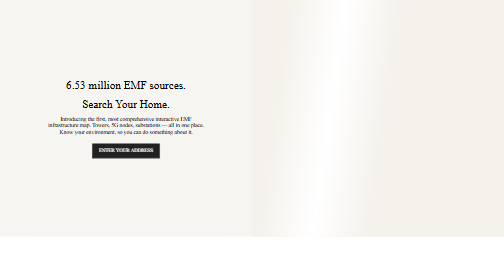 6.53 million EMF sources.
Search Your Home.
Introducing the first, most comprehensive interactive EMF
infrastructure map. Towers, 5G nodes, substations — all in one place.
Know your environment, so you can do something about it.
ENTER YOUR ADDRESS